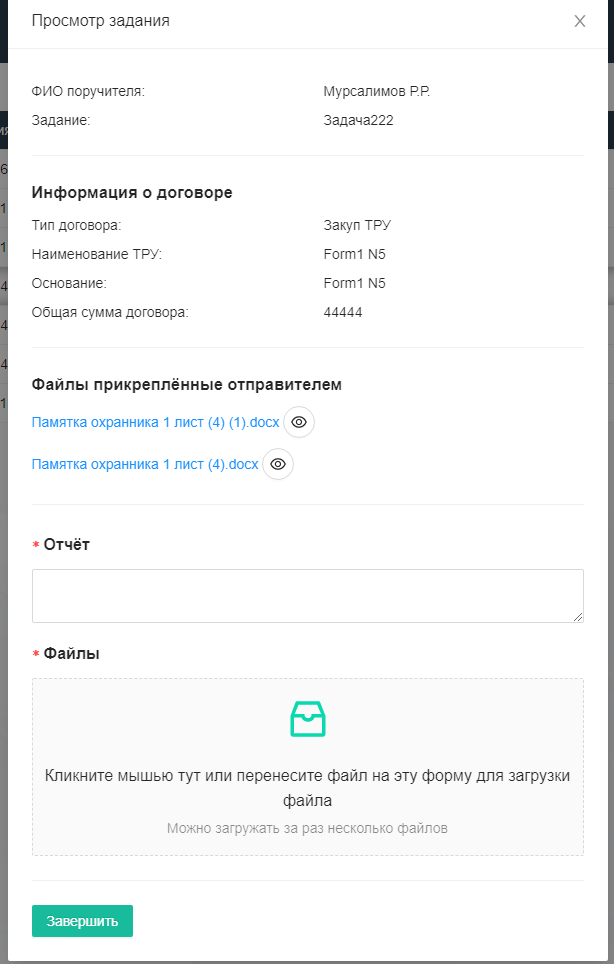 Просмотр задания
ФИО поручителя: Мурсалимов Р.Р.
Задание: Задача222
Информация о договоре
Тип договора: Закуп ТРУ
Наименование ТРУ: Form1 N5
Основание: Form1 N5
Общая сумма договора: 44444
Файлы прикреплённые отправителем
Памятка охранника 1 лист (4) (1).docx
Памятка охранника 1 лист (4).docx
* Отчёт
* Файлы
Кликните мышью тут или перенесите файл на эту форму для загрузки
файла
Можно загружать за раз несколько файлов
Завершить